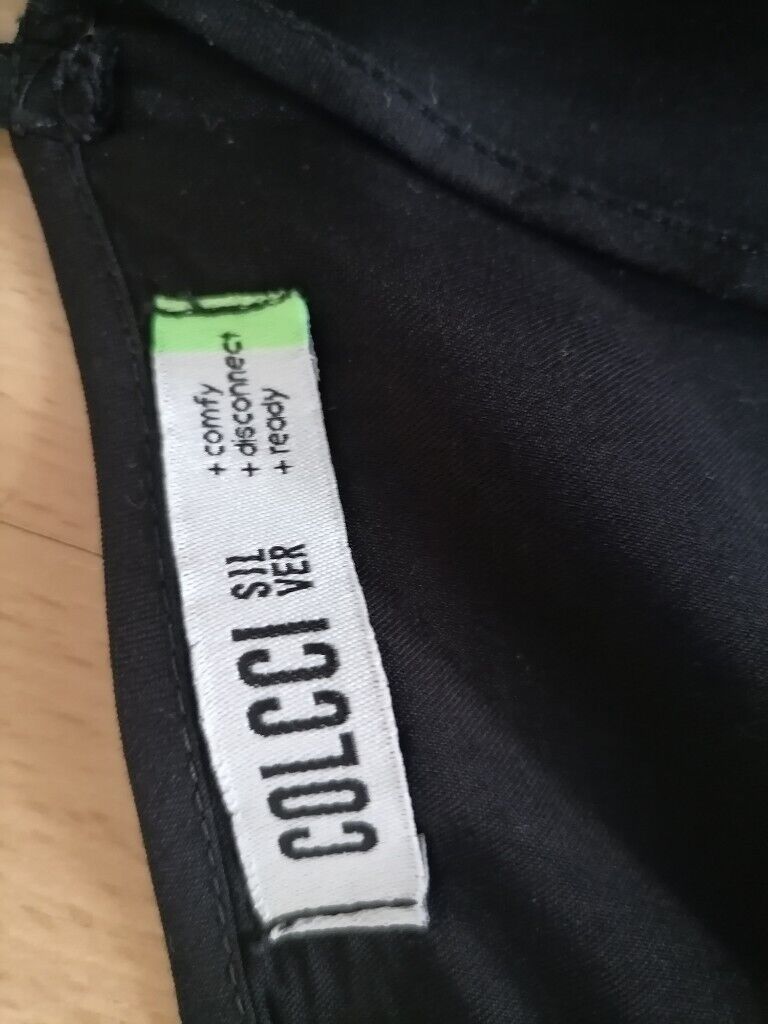 COLCCI
SIL
VER
+ comfy
+ disconnect
+ ready